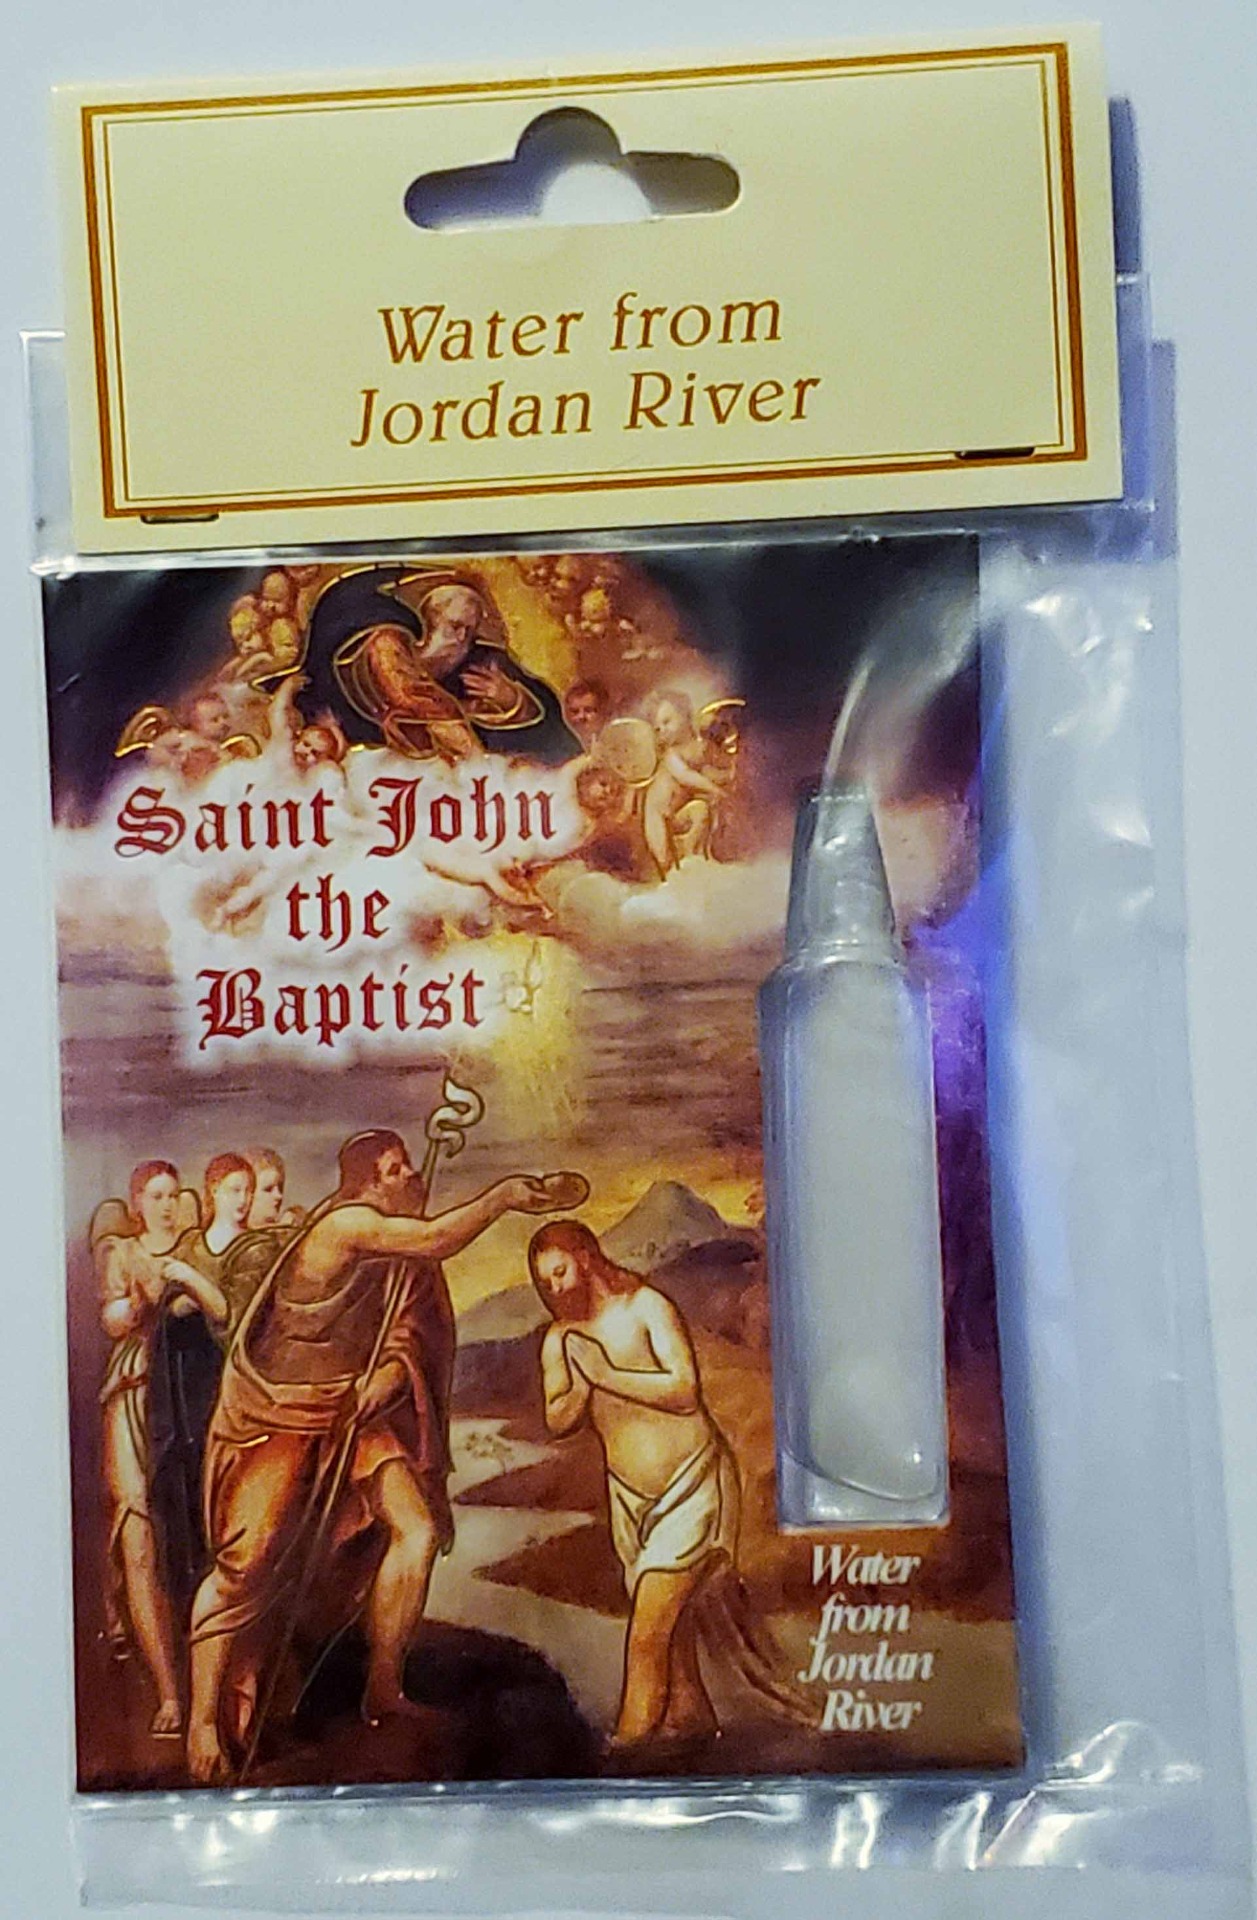 Water from
Jordan River
Saint John
the
Baptist
Water
from
Jordan
River